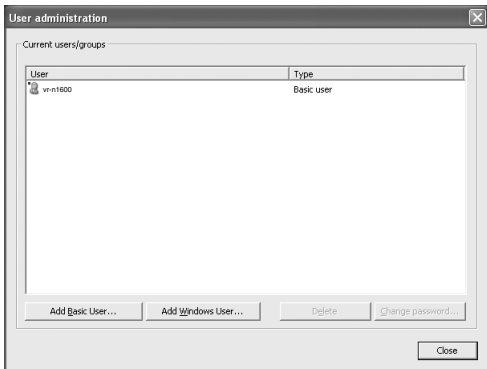 User administration
Current users/groups
User Type
vr-n1600 Basic user
Add Basic User... Add Windows User... Delete Change password...
Close